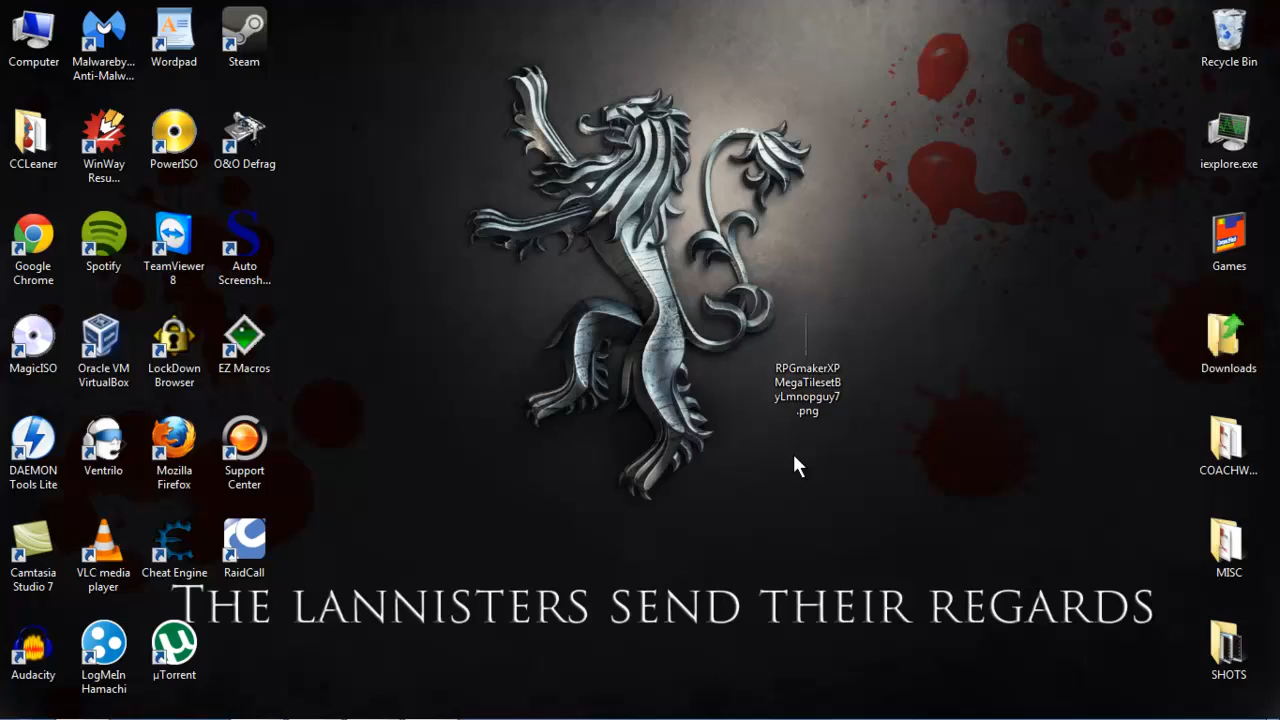 Computer
Malwareby...
Anti-Malw...
Wordpad
Steam
Recycle Bin
CCLeaner
WinWay
Resu...
PowerISO
O&O Defrag
iexplore.exe
Google
Chrome
Spotify
TeamViewer
8
Auto
Screensh...
Games
MagicISO
Oracle VM
VirtualBox
LockDown
Browser
EZ Macros
RPGmakerXP
MegaTilesetB
yLmnopguy7
.png
Downloads
DAEMON
Tools Lite
Ventrilo
Mozilla
Firefox
Support
Center
COACHW...
Camtasia
Studio 7
VLC media
player
Cheat Engine
RaidCall
MISC
THE LANNISTERS SEND THEIR REGARDS
Audacity
LogMeIn
Hamachi
µTorrent
SHOTS